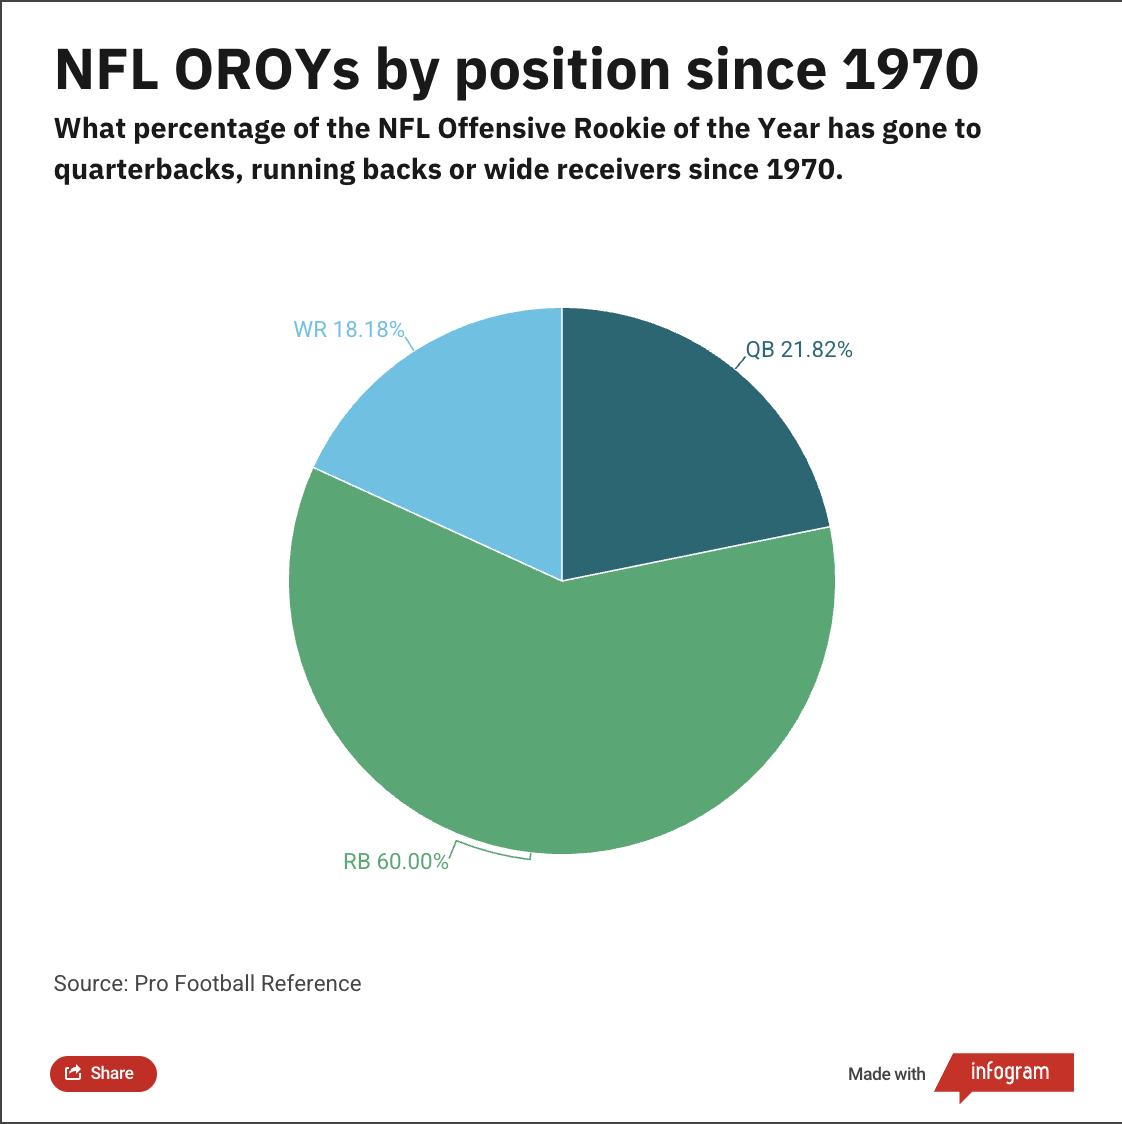 NFL OROYs by position since 1970
What percentage of the NFL Offensive Rookie of the Year has gone to
quarterbacks, running backs or wide receivers since 1970.
WR 18.18%
QB 21.82%
RB 60.00%
Source: Pro Football Reference
Share
Made with
infogram